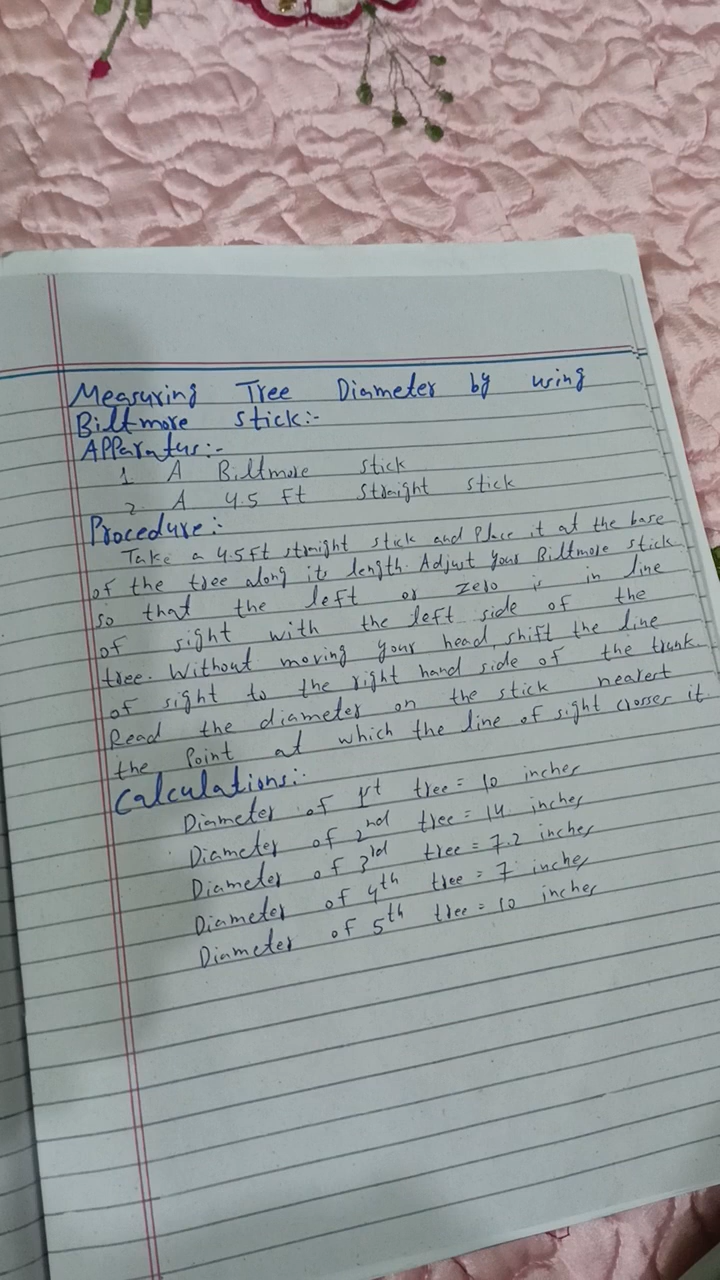 Measuring Tree Diameter by using
Biltmore stick:-
Apparatus:-
1. A Biltmore stick
2. A 4.5 Ft Straight stick
Procedure:-
Take a 4.5ft straight stick and Place it at the base
of the tree along its length. Adjust your Biltmore stick
so that the left or zero is in line
of sight with the left side of the
tree. Without moving your head, shift the line
of sight to the right hand side of the trunk.
Read the diameter on the stick nearest
the Point at which the line of sight crosses it
Calculations:-
Diameter of 1st tree = 10 inches
Diameter of 2nd tree = 14 inches
Diameter of 3rd tree = 7.2 inches
Diameter of 4th tree = 7 inches
Diameter of 5th tree = 10 inches